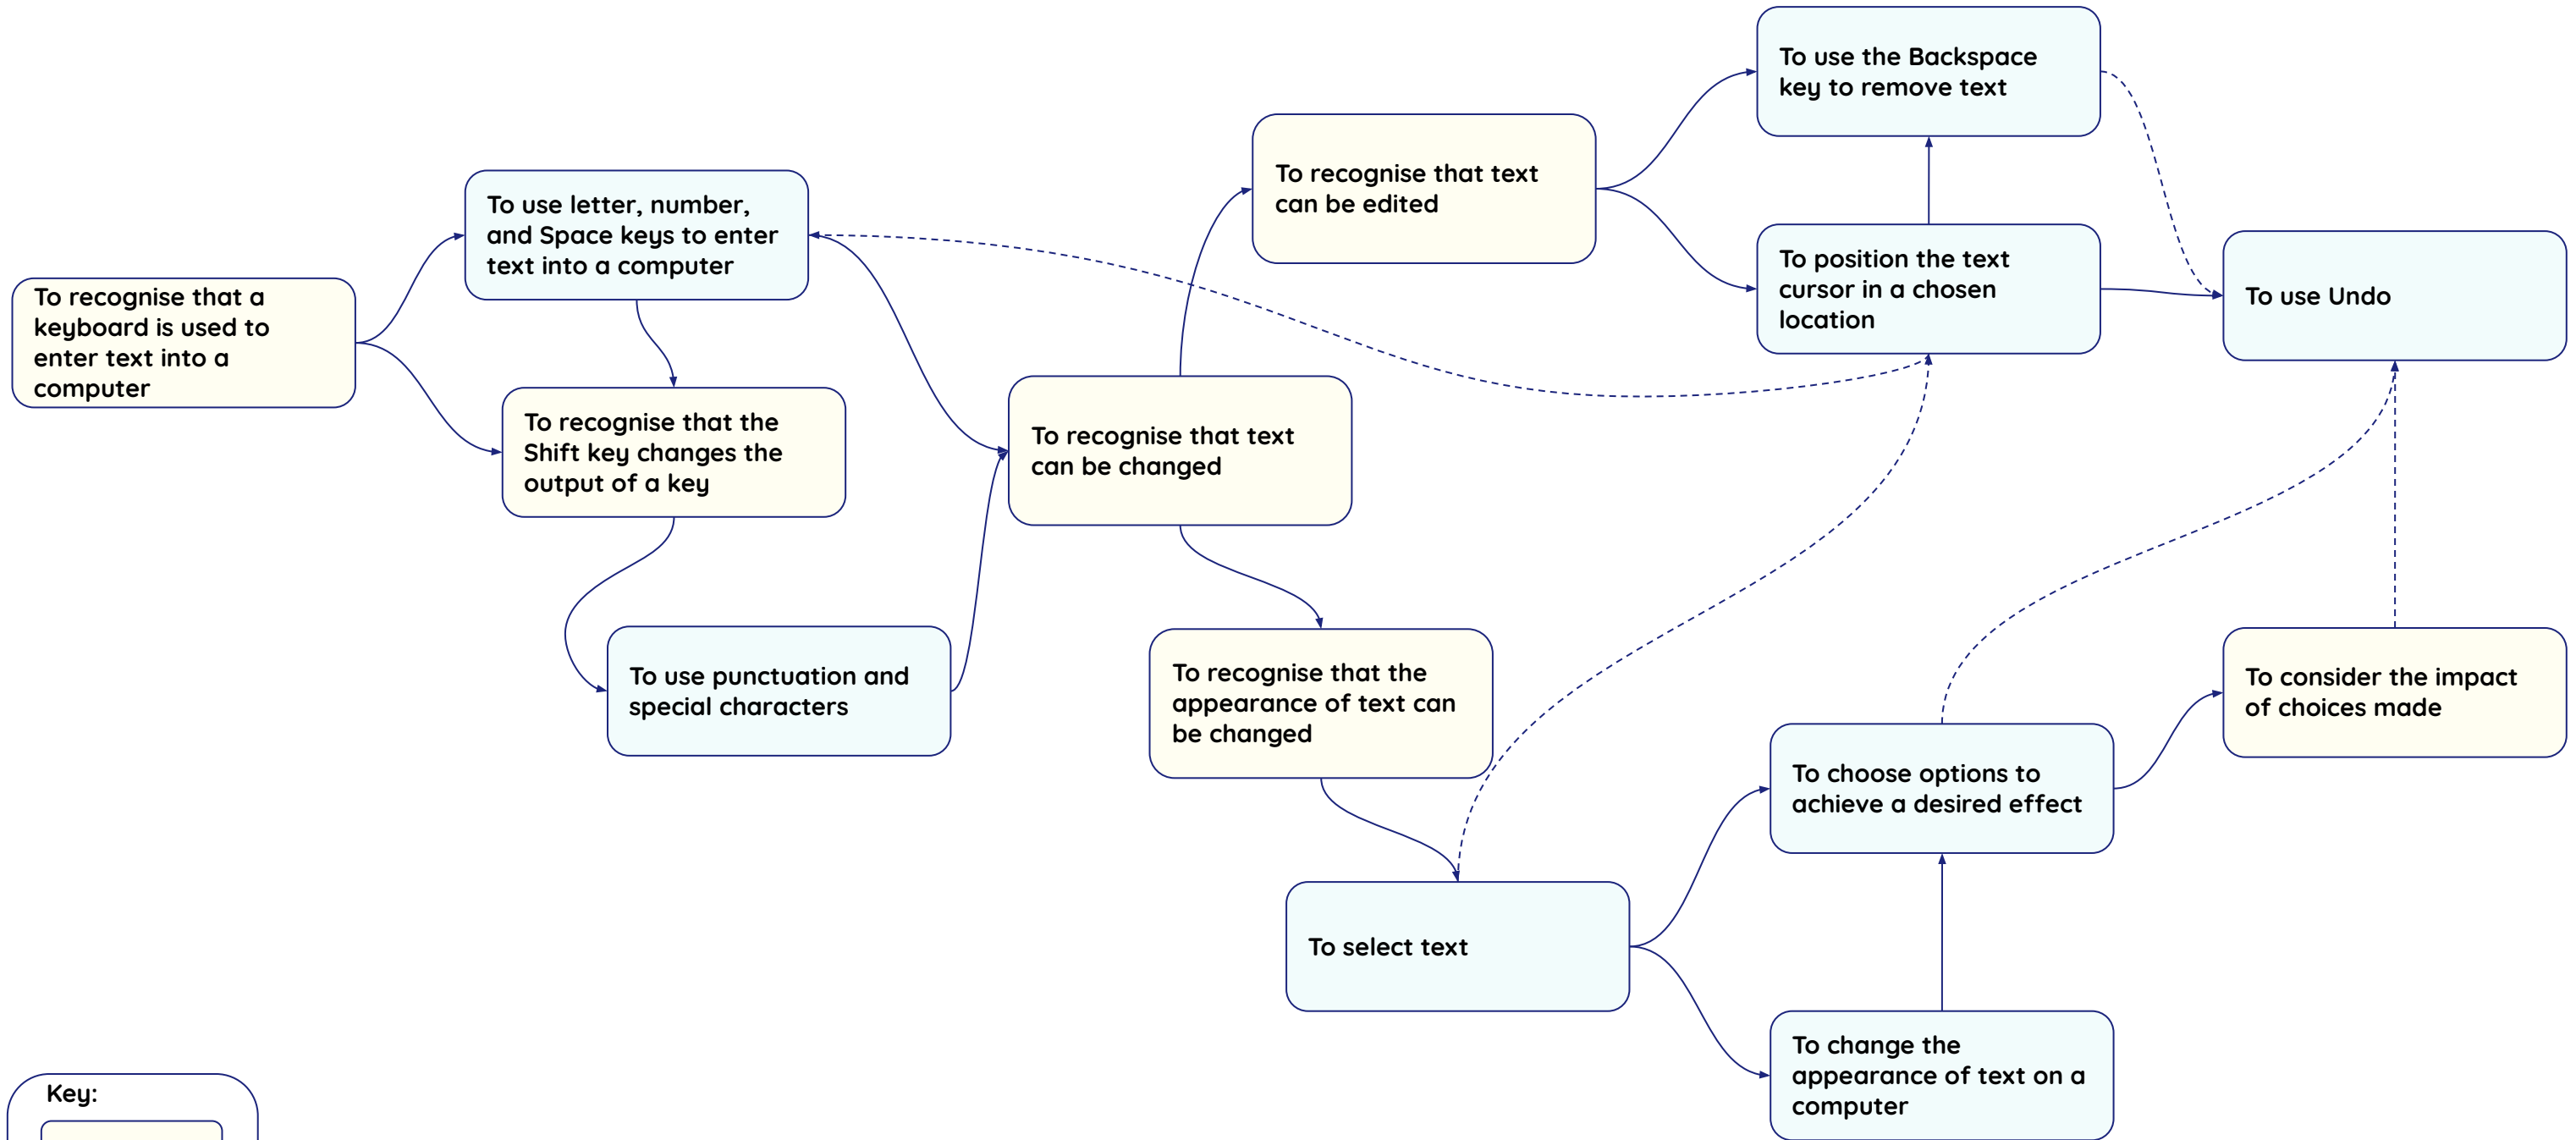 To recognise that a
keyboard is used to
enter text into a
computer
To use letter, number,
and Space keys to enter
text into a computer
To recognise that the
Shift key changes the
output of a key
To use punctuation and
special characters
To recognise that text
can be changed
To recognise that text
can be edited
To use the Backspace
key to remove text
To position the text
cursor in a chosen
location
To use Undo
To recognise that the
appearance of text can
be changed
To select text
To choose options to
achieve a desired effect
To change the
appearance of text on a
computer
To consider the impact
of choices made
Key: